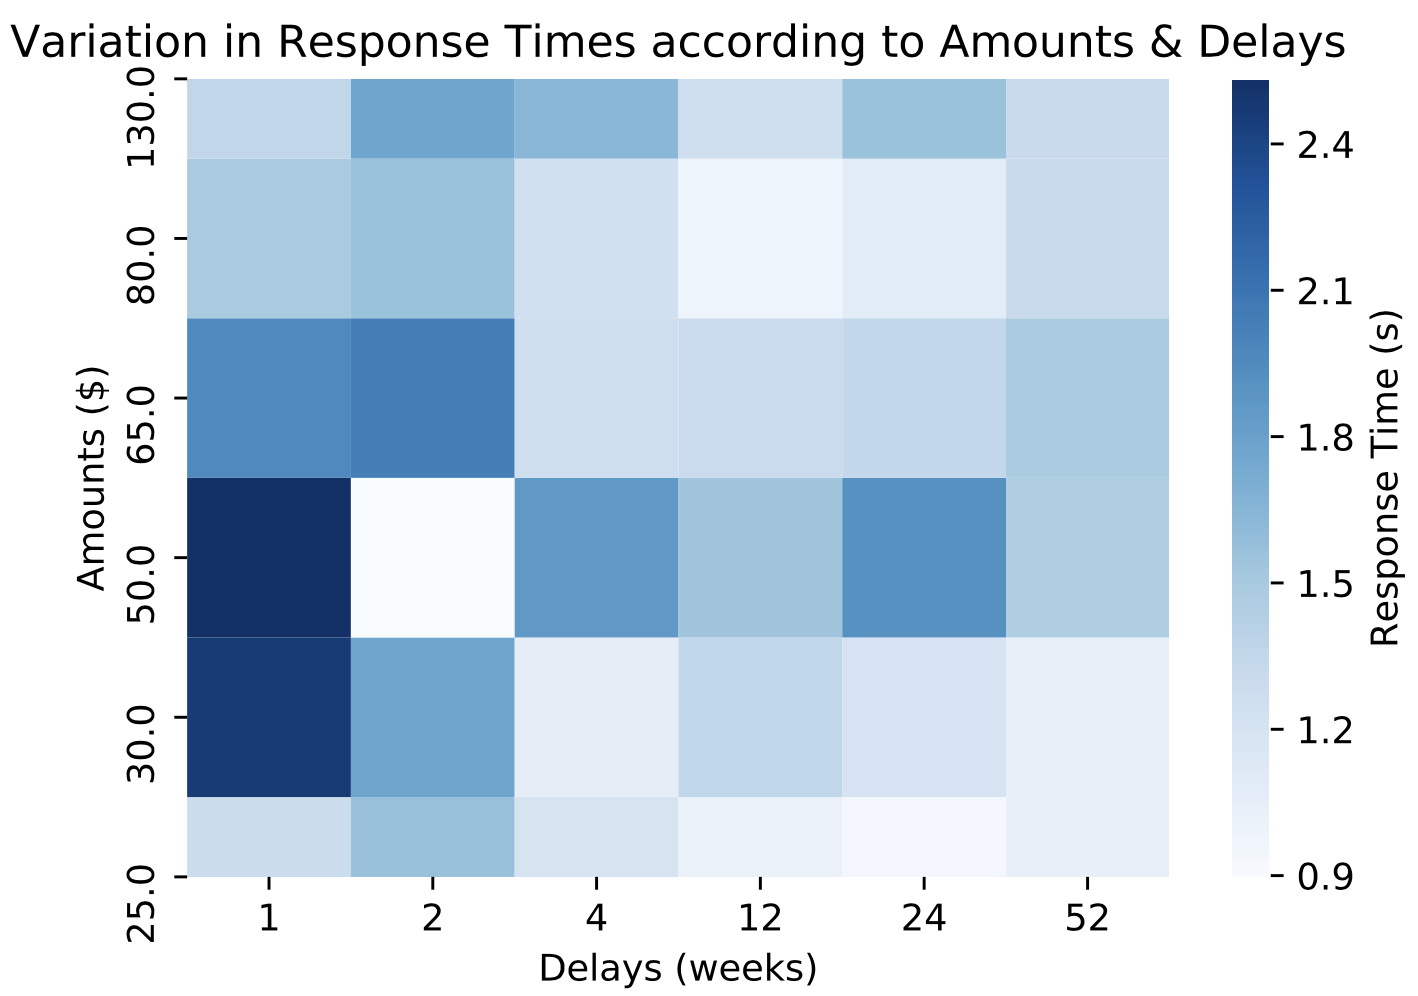 Variation in Response Times according to Amounts & Delays
130.0
80.0
65.0
50.0
30.0
25.0
Amounts ($)
1 2 4 12 24 52
Delays (weeks)
2.4
2.1
1.8
1.5
1.2
0.9
Response Time (s)